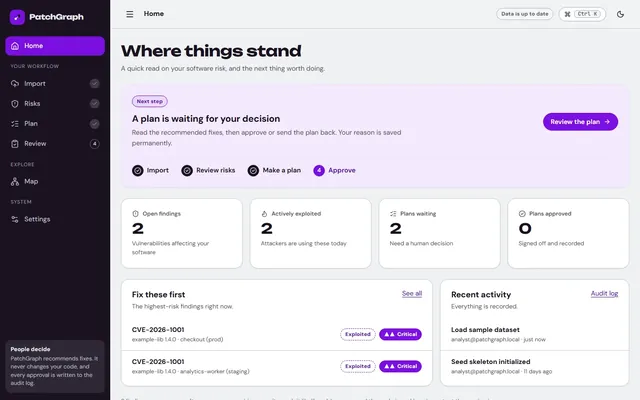 PatchGraph
Home
YOUR WORKFLOW
Import
Risks
Plan
Review 4
EXPLORE
Map
SYSTEM
Settings
People decide
PatchGraph recommends fixes. It
never changes your code, and
every approval is written to the
audit log.
Home
Data is up to date
⌘ Ctrl K
Where things stand
A quick read on your software risk, and the next thing worth doing.
Next step
A plan is waiting for your decision
Read the recommended fixes, then approve or send the plan back. Your reason is saved
permanently.
Review the plan →
Import
Review risks
Make a plan
4 Approve
Open findings
2
Vulnerabilities affecting your
software
Actively exploited
2
Attackers are using these today
Plans waiting
2
Need a human decision
Plans approved
0
Signed off and recorded
Fix these first
See all
The highest-risk findings right now.
CVE-2026-1001
example-lib 1.4.0 · checkout (prod)
Exploited
Critical
CVE-2026-1001
example-lib 1.4.0 · analytics-worker (staging)
Exploited
Critical
Recent activity
Audit log
Everything is recorded.
Load sample dataset
analyst@patchgraph.local · just now
Seed skeleton initialized
analyst@patchgraph.local · 11 days ago